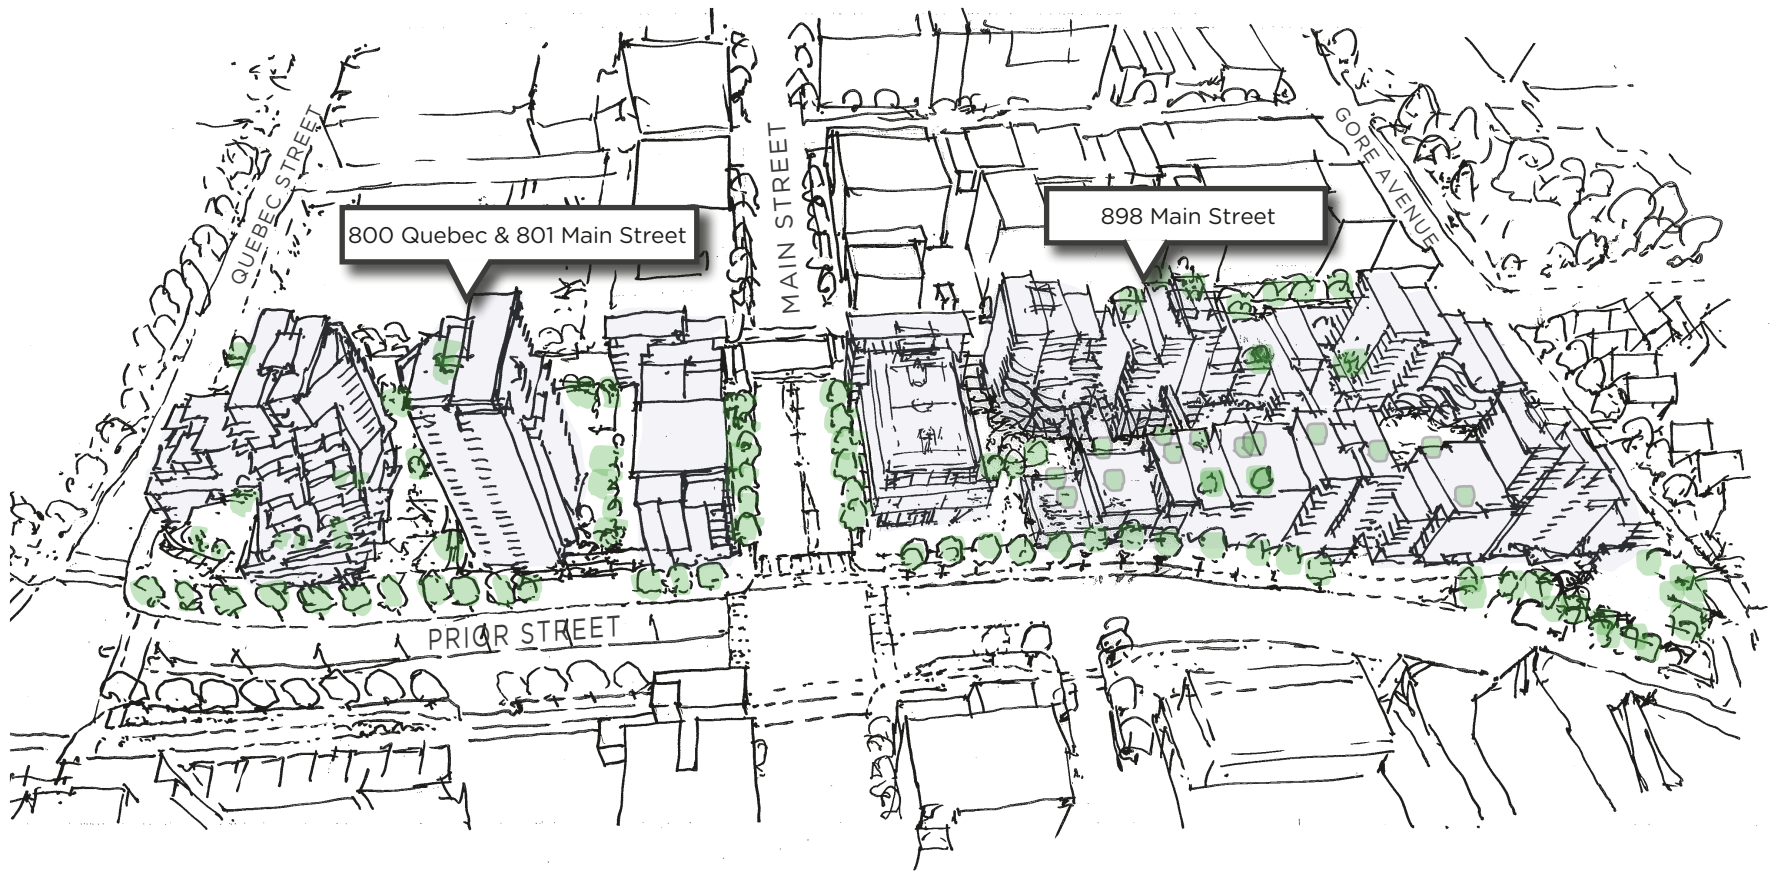 QUEBEC STREET
MAIN STREET
GORE AVENUE
800 Quebec & 801 Main Street
898 Main Street
PRIOR STREET